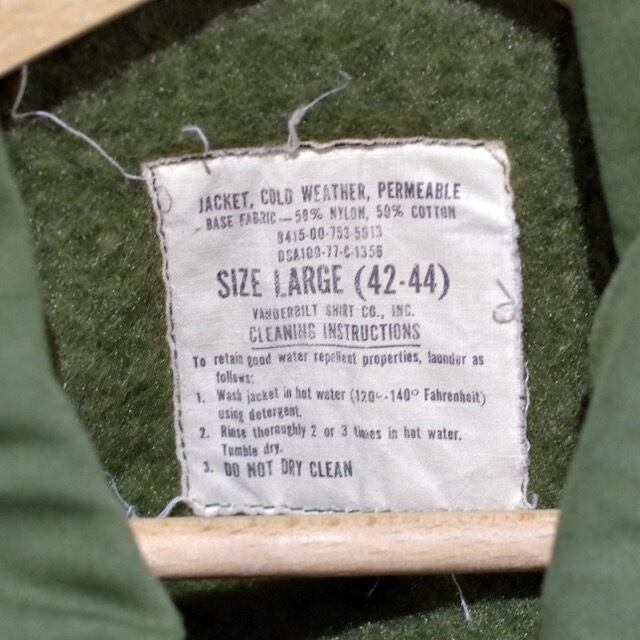 JACKET, COLD WEATHER, PERMEABLE
BASE FABRIC — 50% NYLON, 50% COTTON
8415-00-753-5613
DSA100-77-C-1356
SIZE LARGE (42-44)
VANDERBILT SHIRT CO., INC.
CLEANING INSTRUCTIONS
To retain good water repellent properties, launder as
follows:
1. Wash jacket in hot water (120°-140° Fahrenheit)
using detergent.
2. Rinse thoroughly 2 or 3 times in hot water.
Tumble dry.
3. DO NOT DRY CLEAN